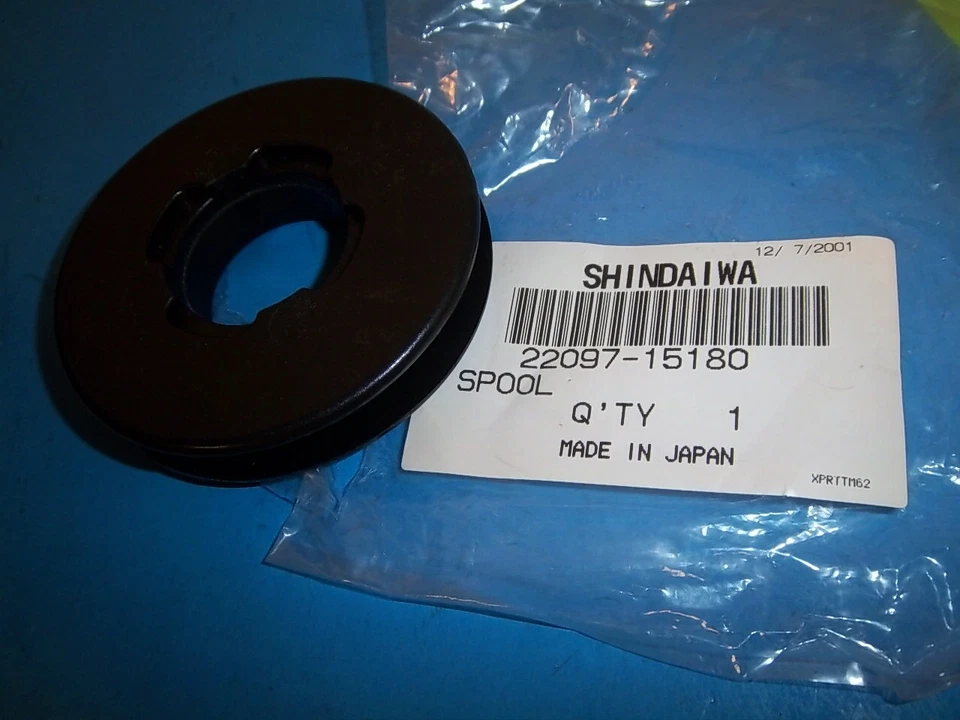 12/ 7/2001
SHINDAIWA
22097-15180
SPOOL
Q'TY 1
MADE IN JAPAN
XPRTTM62